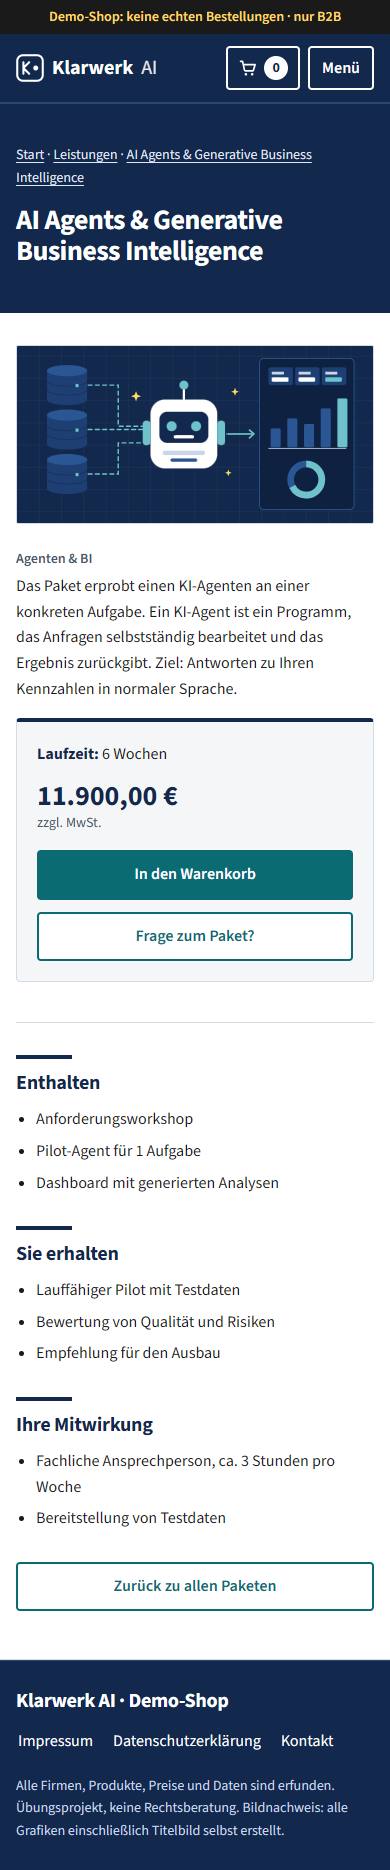 Demo-Shop: keine echten Bestellungen · nur B2B
Klarwerk AI
0
Menü
Start · Leistungen · AI Agents & Generative Business
Intelligence
AI Agents & Generative
Business Intelligence
Agenten & BI
Das Paket erprobt einen KI-Agenten an einer
konkreten Aufgabe. Ein KI-Agent ist ein Programm,
das Anfragen selbstständig bearbeitet und das
Ergebnis zurückgibt. Ziel: Antworten zu Ihren
Kennzahlen in normaler Sprache.
Laufzeit: 6 Wochen
11.900,00 €
zzgl. MwSt.
In den Warenkorb
Frage zum Paket?
Enthalten
• Anforderungsworkshop
• Pilot-Agent für 1 Aufgabe
• Dashboard mit generierten Analysen
Sie erhalten
• Lauffähiger Pilot mit Testdaten
• Bewertung von Qualität und Risiken
• Empfehlung für den Ausbau
Ihre Mitwirkung
• Fachliche Ansprechperson, ca. 3 Stunden pro
Woche
• Bereitstellung von Testdaten
Zurück zu allen Paketen
Klarwerk AI · Demo-Shop
Impressum Datenschutzerklärung Kontakt
Alle Firmen, Produkte, Preise und Daten sind erfunden.
Übungsprojekt, keine Rechtsberatung. Bildnachweis: alle
Grafiken einschließlich Titelbild selbst erstellt.